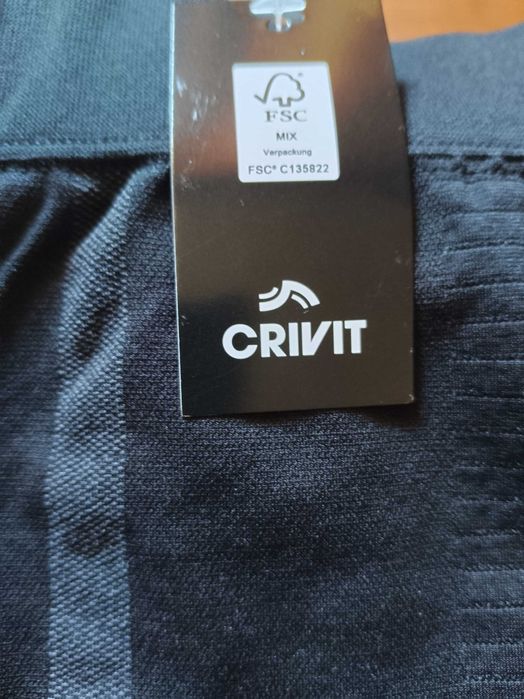 FSC
MIX
Verpackung
FSC® C135822
CRIVIT